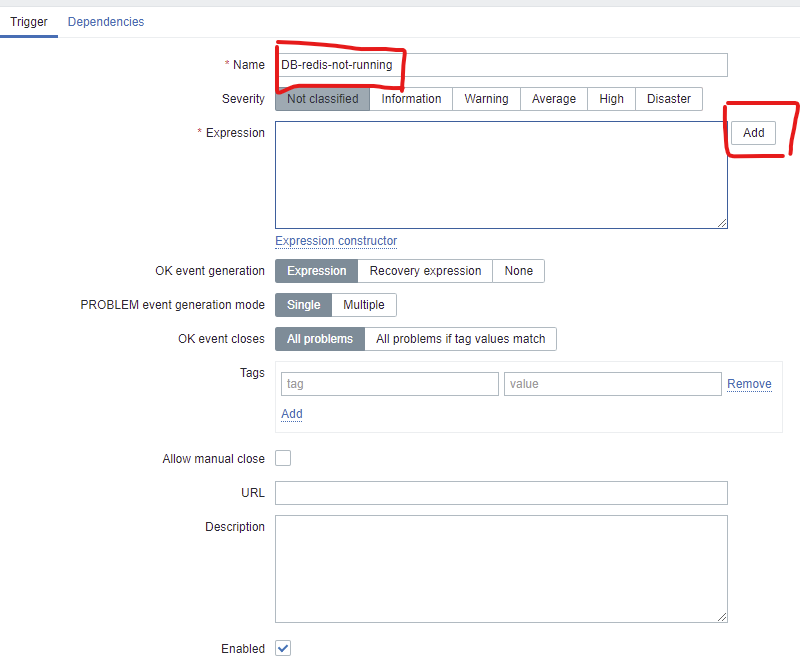 Trigger Dependencies
* Name DB-redis-not-running
Severity Not classified Information Warning Average High Disaster
* Expression Add
Expression constructor
OK event generation Expression Recovery expression None
PROBLEM event generation mode Single Multiple
OK event closes All problems All problems if tag values match
Tags tag value Remove
Add
Allow manual close
URL
Description
Enabled